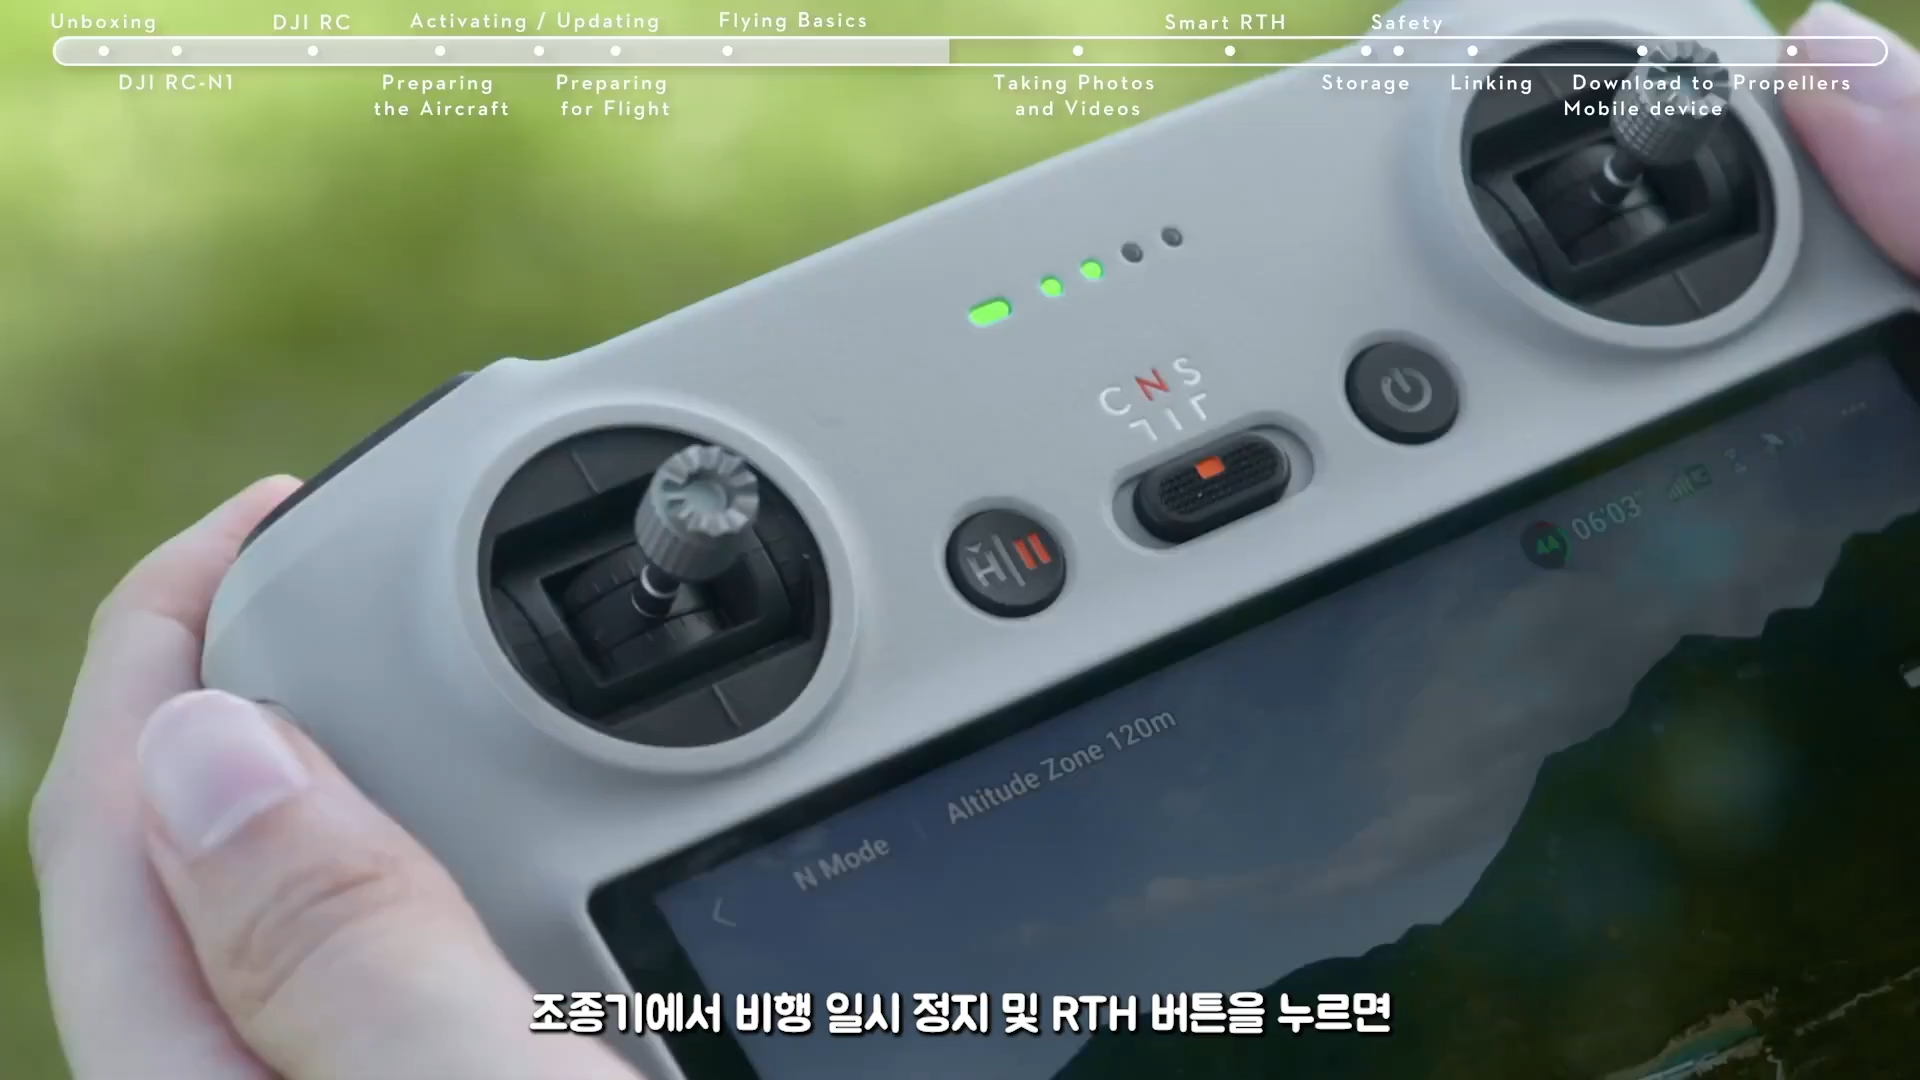 Unboxing
DJI RC
Activating / Updating
Flying Basics
Smart RTH
Safety
DJI RC-N1
Preparing
the Aircraft
Preparing
for Flight
Taking Photos
and Videos
Storage
Linking
Download to
Mobile device
Propellers
C N S
H
06'03"
N Mode
Altitude Zone 120m
조종기에서 비행 일시 정지 및 RTH 버튼을 누르면